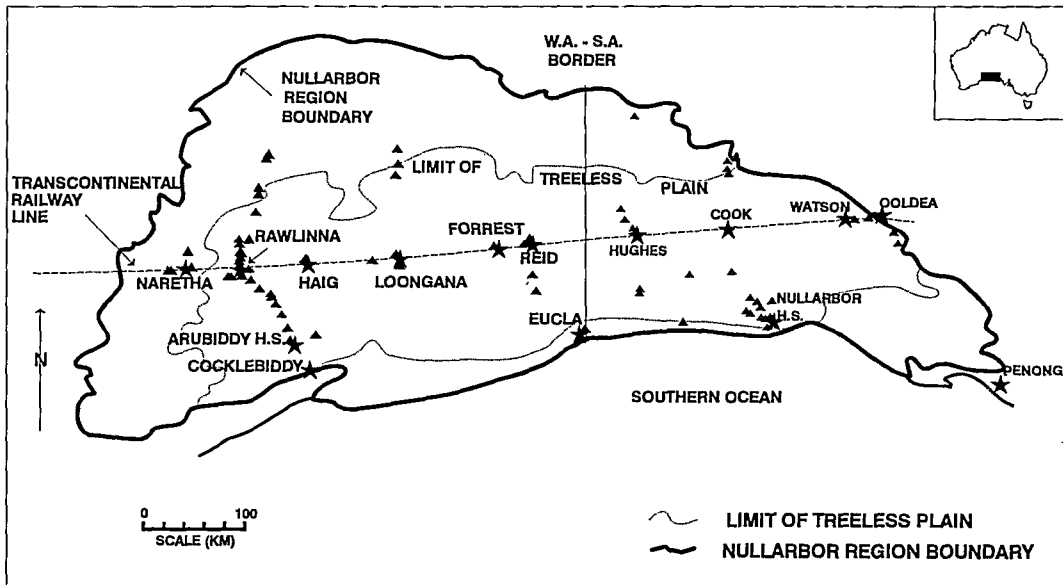 W.A. - S.A.
BORDER
NULLARBOR
REGION
BOUNDARY
LIMIT OF
TREELESS
PLAIN
TRANSCONTINENTAL
RAILWAY
LINE
WATSON
OOLDEA
COOK
FORREST
RAWLINNA
REID
HUGHES
NARETHA
HAIG
LOONGANA
NULLARBOR
H.S.
EUCLA
ARUBIDDY H.S.
COCKLEBIDDY
N
PENONG
SOUTHERN OCEAN
0 100
SCALE (KM)
LIMIT OF TREELESS PLAIN
NULLARBOR REGION BOUNDARY